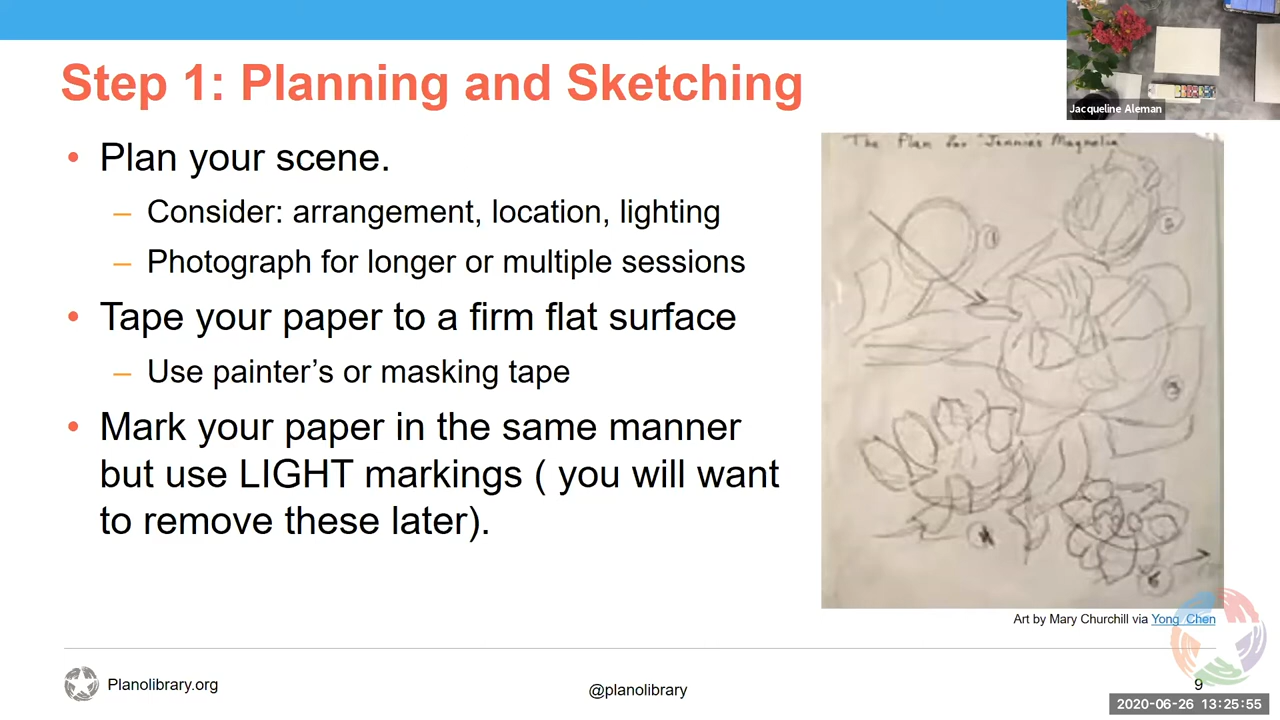 Step 1: Planning and Sketching
Jacqueline Aleman
• Plan your scene.
– Consider: arrangement, location, lighting
– Photograph for longer or multiple sessions
• Tape your paper to a firm flat surface
– Use painter’s or masking tape
• Mark your paper in the same manner
but use LIGHT markings ( you will want
to remove these later).
The Plan for "Jennie's Magnolia"
Art by Mary Churchill via Yong Chen
Planolibrary.org
@planolibrary
9
2020-06-26 13:25:55